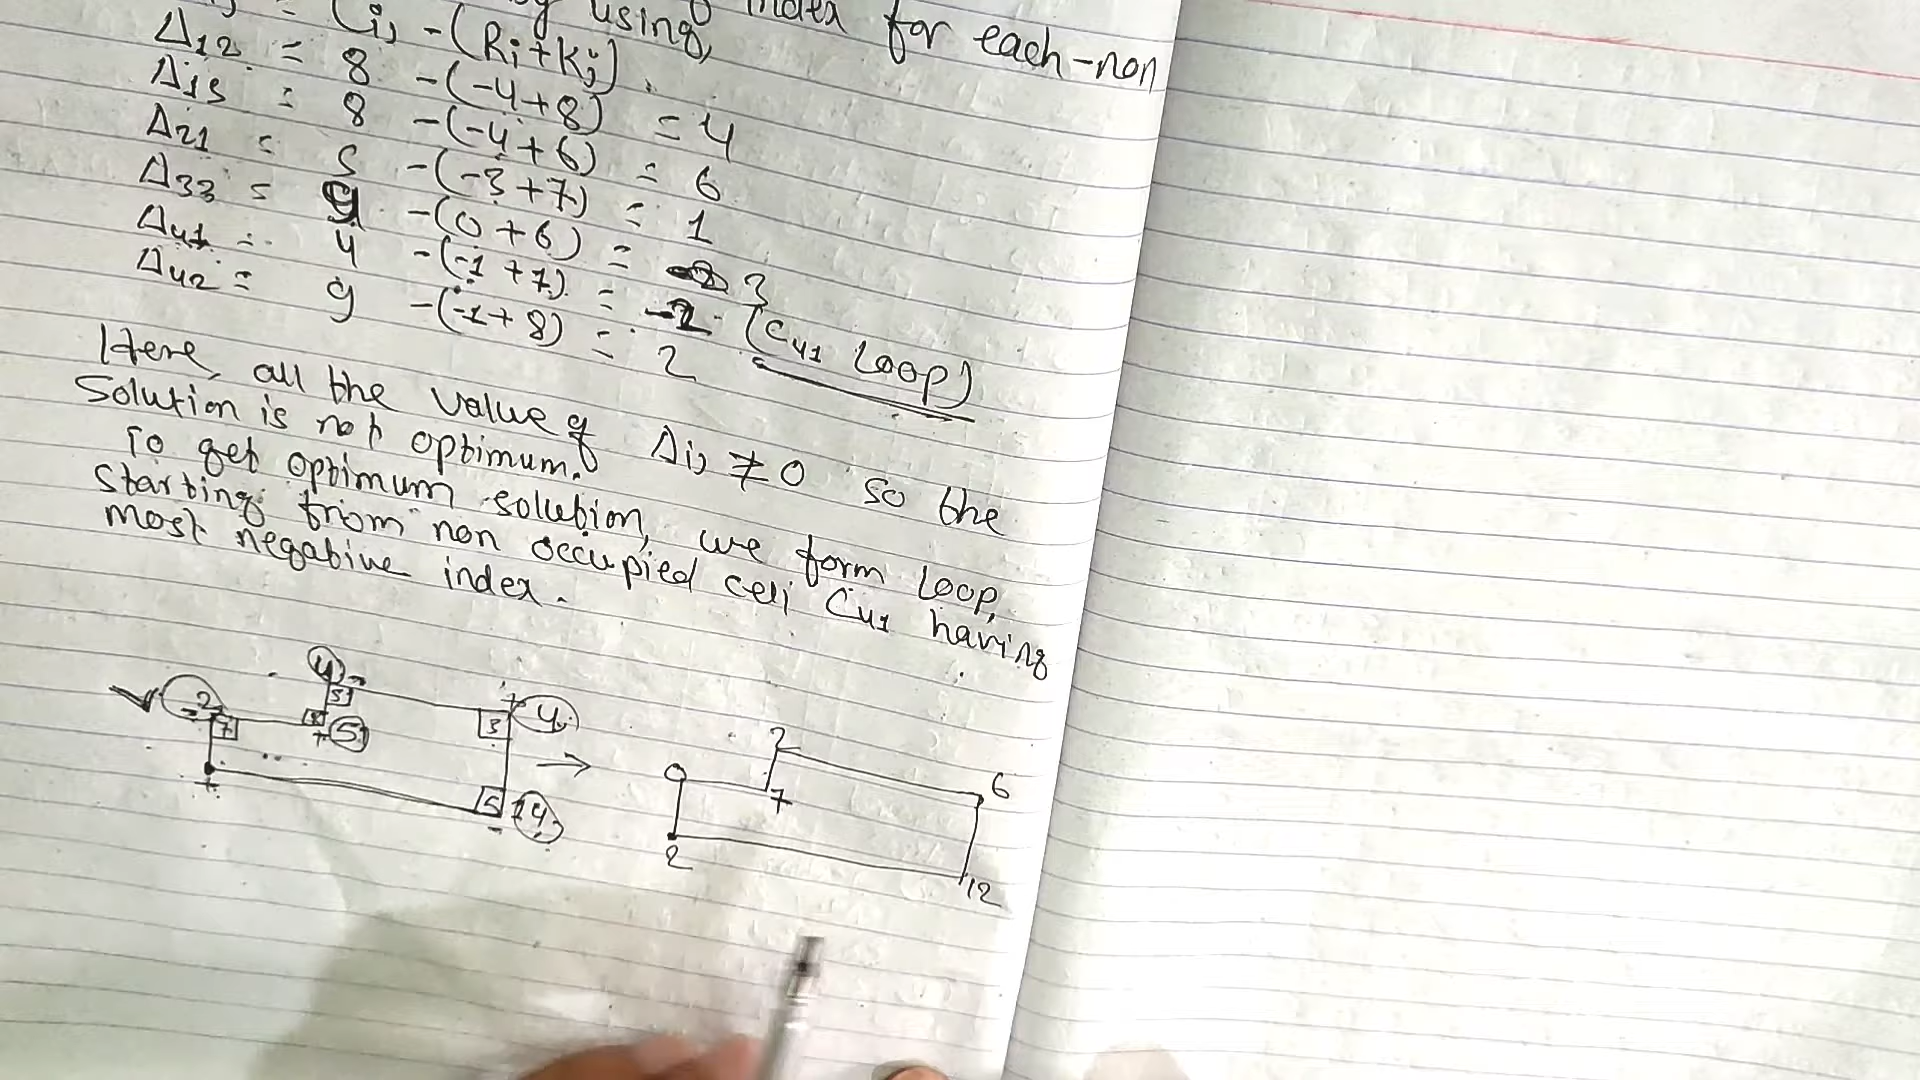 using, index for each-non
= Cij -(Ri+Kj)
Δ12 = 8 -(-4+8) = 4
Δ13 = 8 -(-4+6) = 6
Δ21 = 5 -(-3+7) = 1
Δ33 = 9 -(0+6) = 3
Δ41 = 4 -(-1+7) = -2 (C41 Loop)
Δ42 = 9 -(-1+8) = 2
Here, all the value of Δij ≠ 0 so the
Solution is not optimum.
To get optimum solution, we form Loop,
starting from non occupied cell C41 having
most negative index.
4 -
5
- 2
7
5
+
+ 4
3
5
14
-
+
→
2
6
0
7
2
12